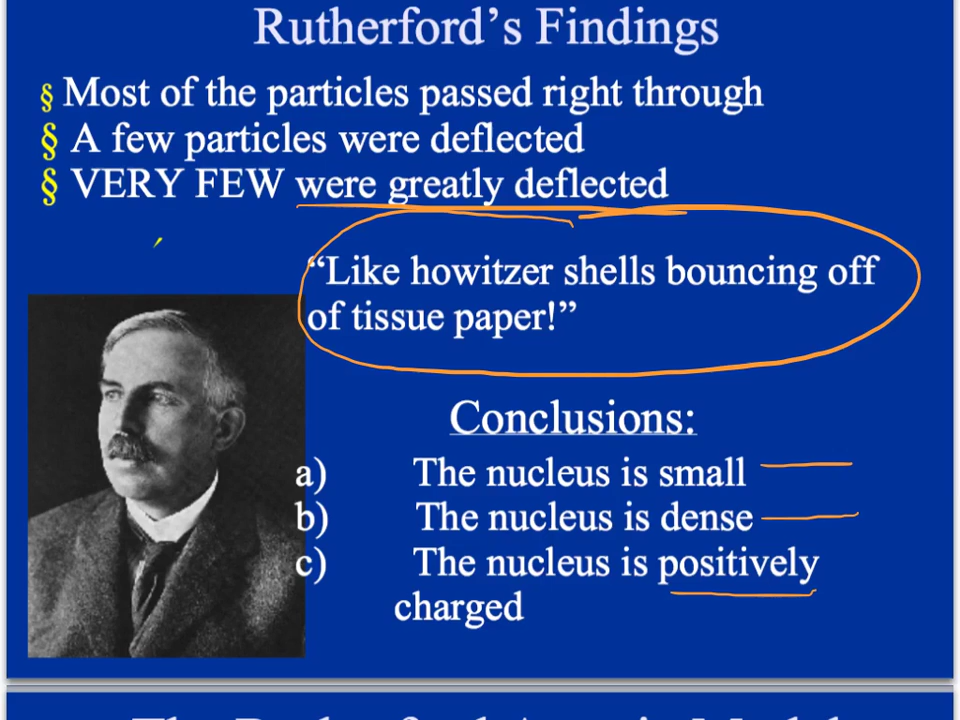 Rutherford’s Findings
§ Most of the particles passed right through
§ A few particles were deflected
§ VERY FEW were greatly deflected
“Like howitzer shells bouncing off
of tissue paper!”
Conclusions:
a) The nucleus is small
b) The nucleus is dense
c) The nucleus is positively
charged